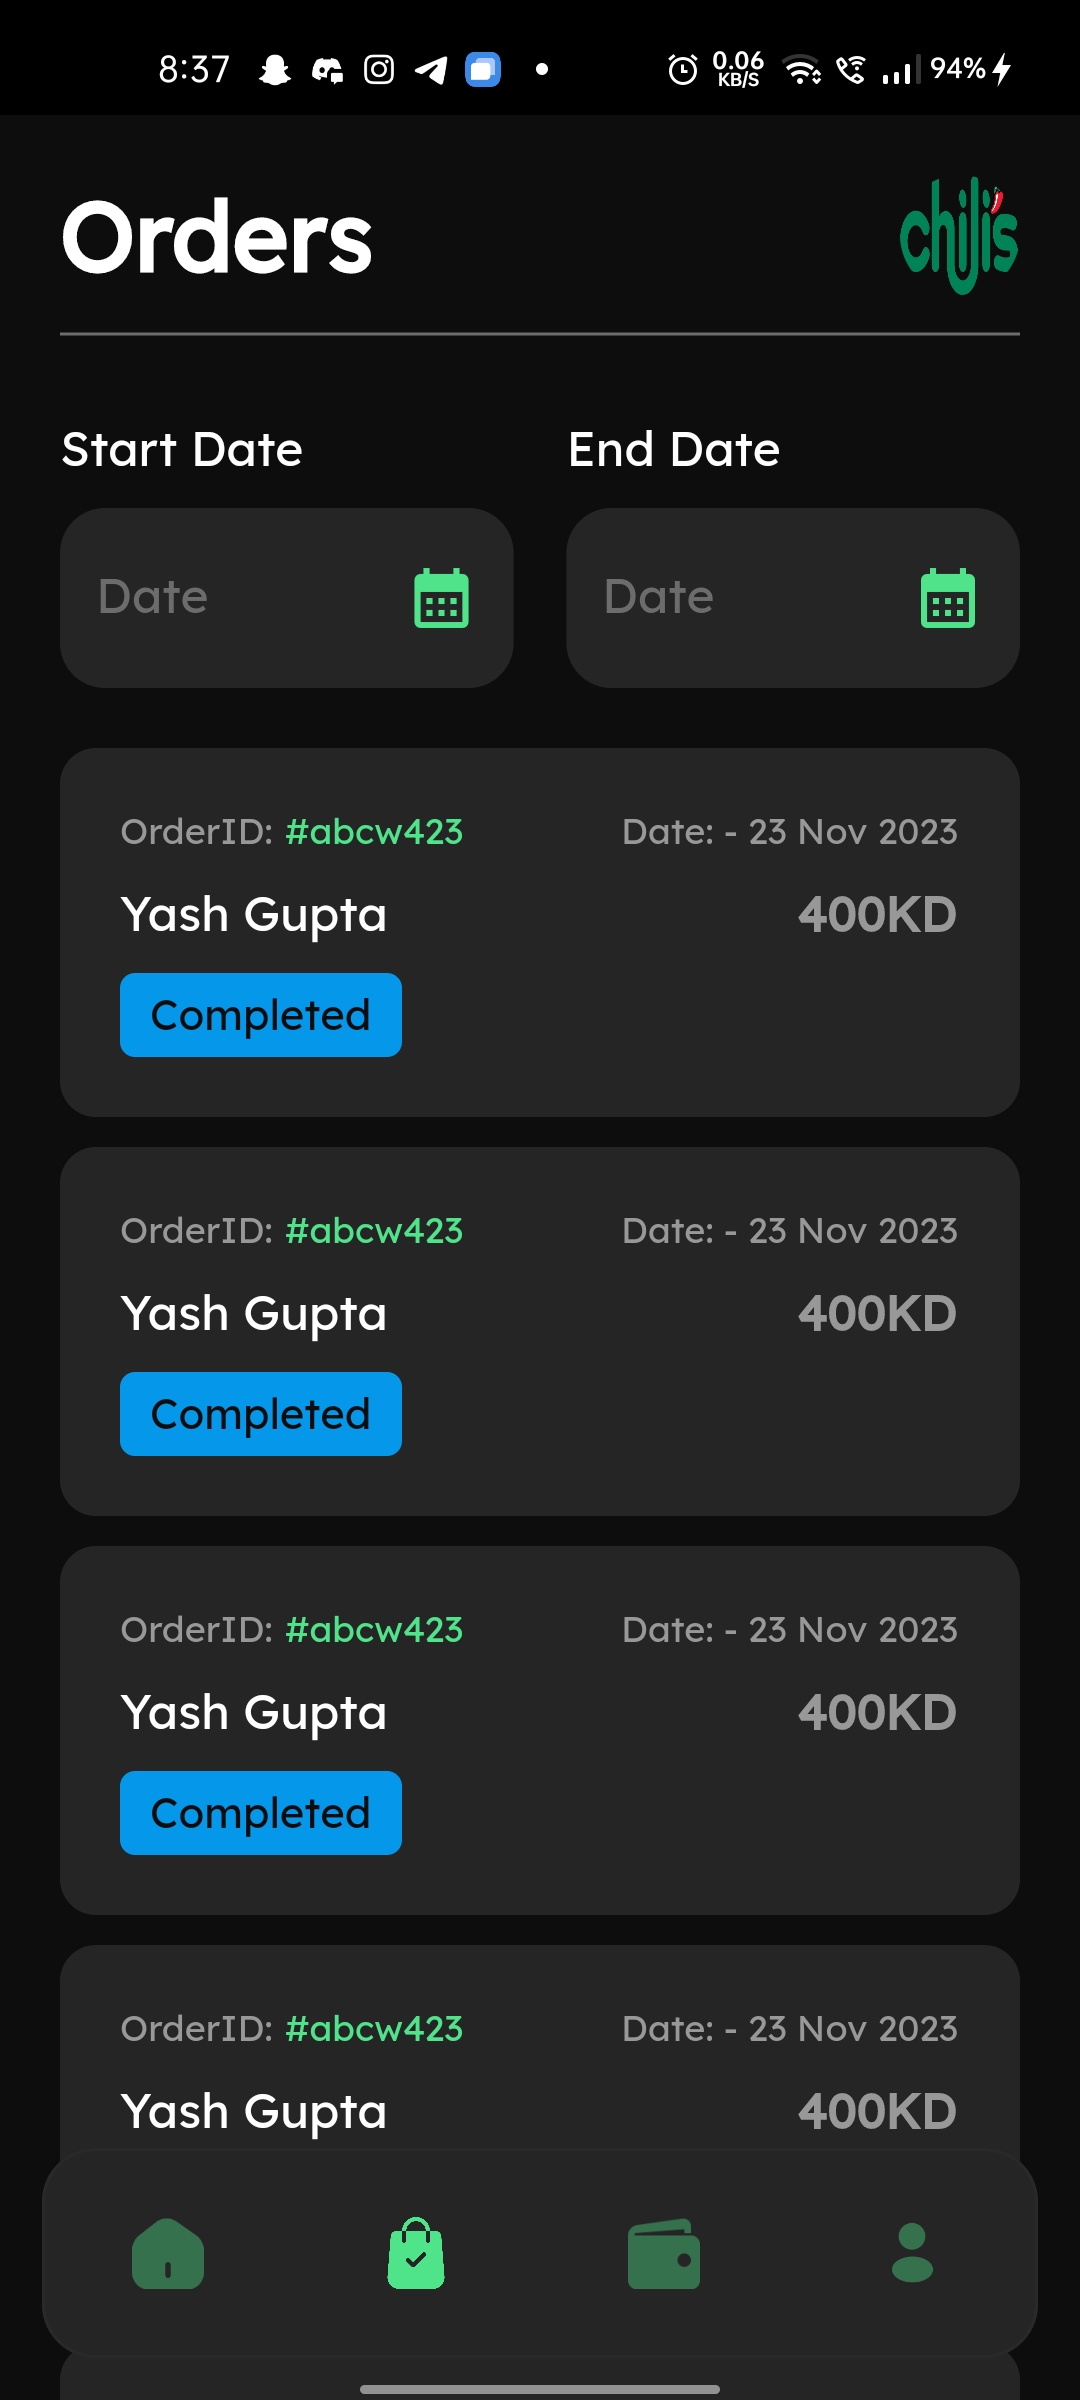 8:37 0.06 KB/S 94%
Orders chili's
Start Date End Date
Date Date
OrderID: #abcw423 Date: - 23 Nov 2023
Yash Gupta 400KD
Completed
OrderID: #abcw423 Date: - 23 Nov 2023
Yash Gupta 400KD
Completed
OrderID: #abcw423 Date: - 23 Nov 2023
Yash Gupta 400KD
Completed
OrderID: #abcw423 Date: - 23 Nov 2023
Yash Gupta 400KD